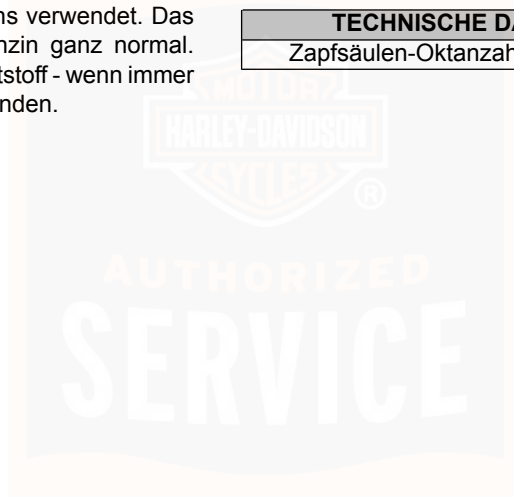 ns verwendet. Das
nzin ganz normal.
tstoff - wenn immer
nden.
TECHNISCHE DA
Zapfsäulen-Oktanzah
MOTOR
HARLEY-DAVIDSON
CYCLES
®
AUTHORIZED
SERVICE